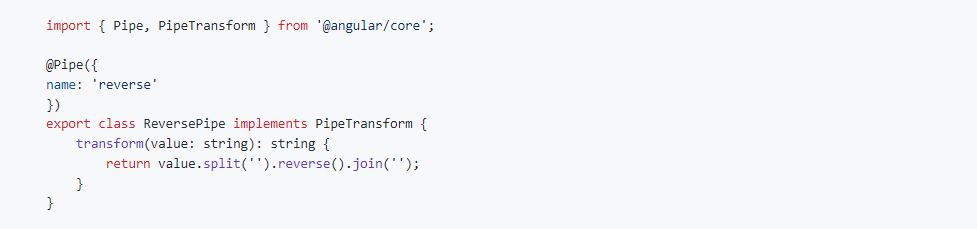 import { Pipe, PipeTransform } from '@angular/core';
@Pipe({
name: 'reverse'
})
export class ReversePipe implements PipeTransform {
transform(value: string): string {
return value.split('').reverse().join('');
}
}